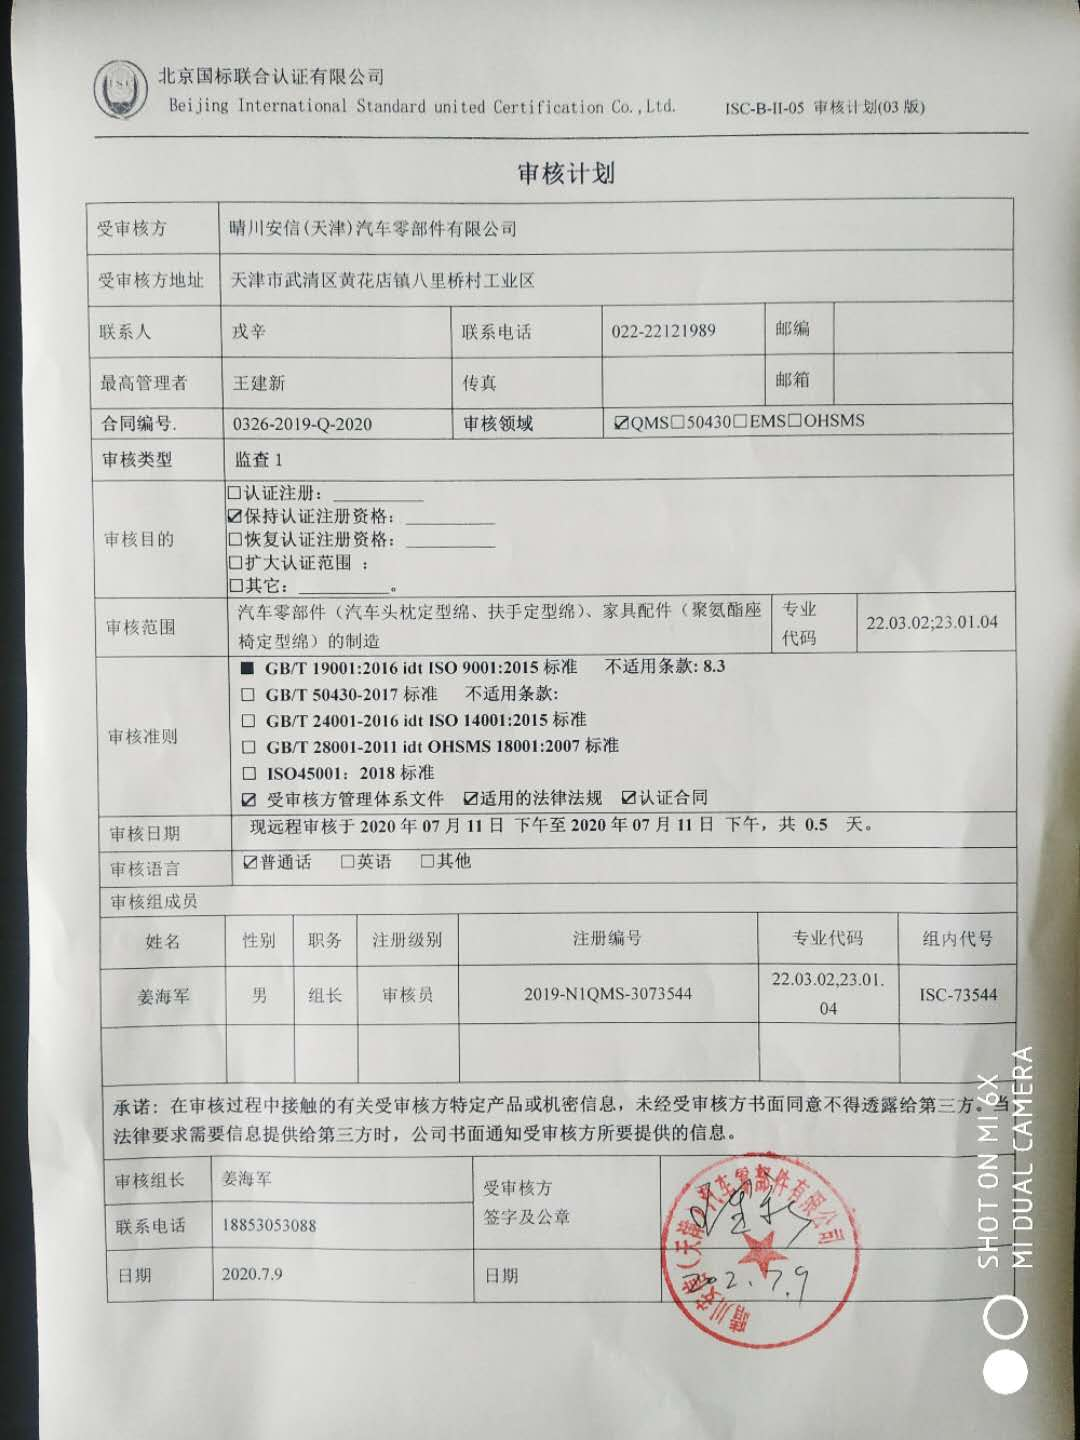 ISC
北京国标联合认证有限公司
Beijing International Standard united Certification Co.,Ltd.
ISC-B-II-05 审核计划(03 版)
审核计划
受审核方 晴川安信(天津)汽车零部件有限公司
受审核方地址 天津市武清区黄花店镇八里桥村工业区
联系人 戎辛 联系电话 022-22121989 邮编
最高管理者 王建新 传真 邮箱
合同编号. 0326-2019-Q-2020 审核领域 ☑QMS□50430□EMS□OHSMS
审核类型 监查 1
审核目的
□认证注册：__________
☑保持认证注册资格：__________
□恢复认证注册资格：__________
□扩大认证范围 ；
□其它：__________。
审核范围
汽车零部件（汽车头枕定型绵、扶手定型绵）、家具配件（聚氨酯座
椅定型绵）的制造
专业
代码
22.03.02;23.01.04
审核准则
■ GB/T 19001:2016 idt ISO 9001:2015 标准 不适用条款: 8.3
□ GB/T 50430-2017 标准 不适用条款:
□ GB/T 24001-2016 idt ISO 14001:2015 标准
□ GB/T 28001-2011 idt OHSMS 18001:2007 标准
□ ISO45001：2018 标准
☑ 受审核方管理体系文件 ☑适用的法律法规 ☑认证合同
审核日期 现远程审核于 2020 年 07 月 11 日 下午至 2020 年 07 月 11 日 下午，共 0.5 天。
审核语言 ☑普通话 □英语 □其他
审核组成员
姓名 性别 职务 注册级别 注册编号 专业代码 组内代号
姜海军 男 组长 审核员 2019-N1QMS-3073544 22.03.02,23.01.
04
ISC-73544
承诺：在审核过程中接触的有关受审核方特定产品或机密信息，未经受审核方书面同意不得透露给第三方。当
法律要求需要信息提供给第三方时，公司书面通知受审核方所要提供的信息。
审核组长 姜海军
受审核方
签字及公章
联系电话 18853053088
日期 2020.7.9 日期
晴川安信(天津)汽车零部件有限公司
SHOT ON MI 6X
MI DUAL CAMERA